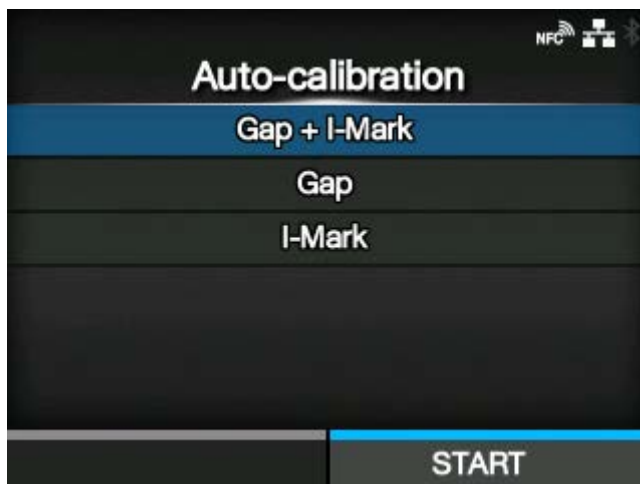 NFC
Auto-calibration
Gap + I-Mark
Gap
I-Mark
START